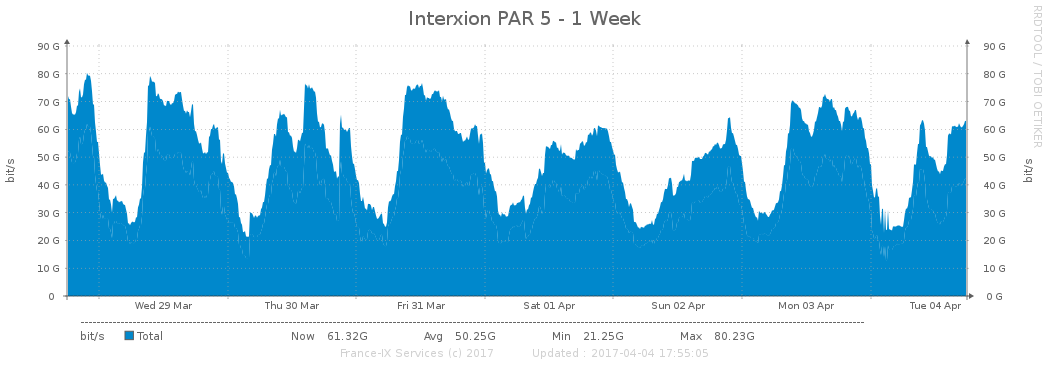 Interxion PAR 5 - 1 Week
RRDTOOL / TOBI OETIKER
90 G 90 G
80 G 80 G
70 G 70 G
60 G 60 G
50 G 50 G
40 G 40 G
30 G 30 G
20 G 20 G
10 G 10 G
0 0 G
bit/s
bit/s
Wed 29 Mar Thu 30 Mar Fri 31 Mar Sat 01 Apr Sun 02 Apr Mon 03 Apr Tue 04 Apr
bit/s Total Now 61.32G Avg 50.25G Min 21.25G Max 80.23G
France-IX Services (c) 2017 Updated : 2017-04-04 17:55:05